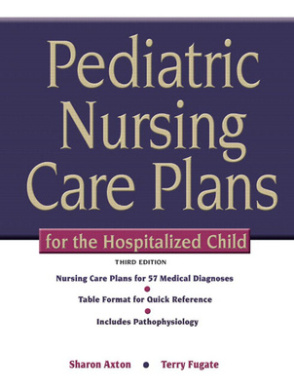 Pediatric
Nursing
Care Plans
for the Hospitalized Child
THIRD EDITION
Nursing Care Plans for 57 Medical Diagnoses
•
Table Format for Quick Reference
•
Includes Pathophysiology
Sharon Axton • Terry Fugate